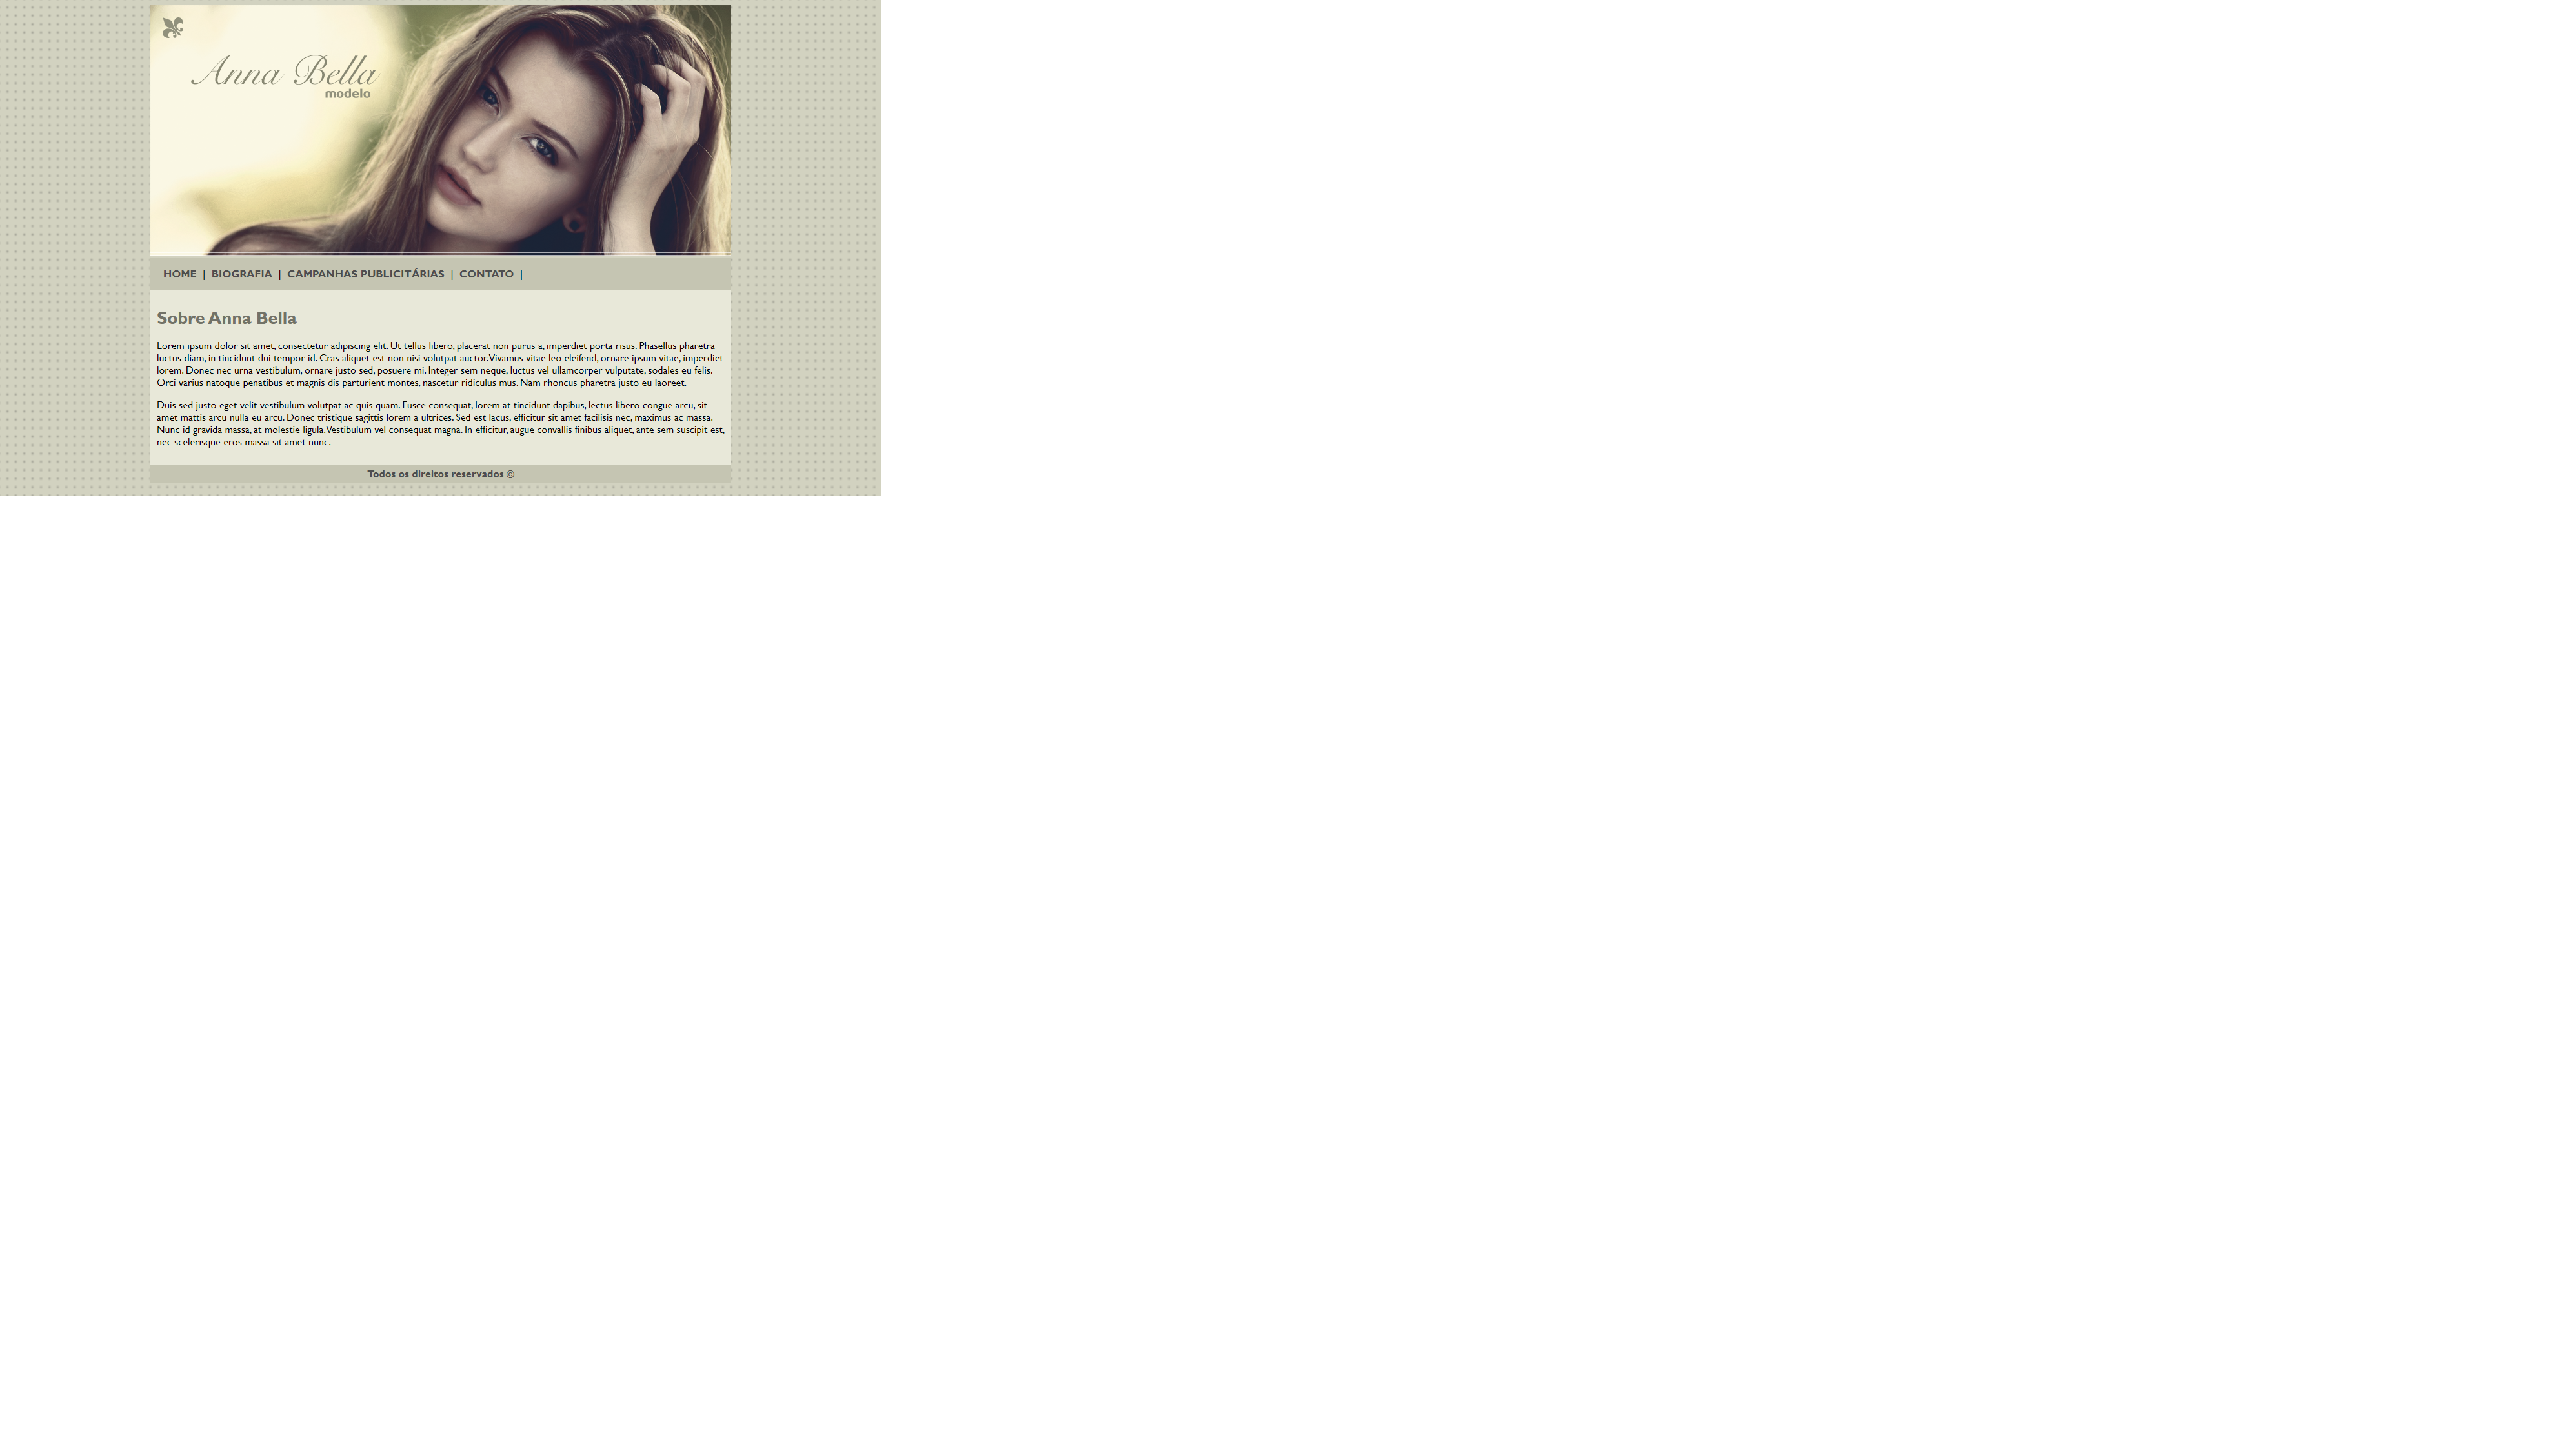 Anna Bella
modelo
HOME | BIOGRAFIA | CAMPANHAS PUBLICITÁRIAS | CONTATO |
Sobre Anna Bella
Lorem ipsum dolor sit amet, consectetur adipiscing elit. Ut tellus libero, placerat non purus a, imperdiet porta risus. Phasellus pharetra
luctus diam, in tincidunt dui tempor id. Cras aliquet est non nisi volutpat auctor. Vivamus vitae leo eleifend, ornare ipsum vitae, imperdiet
lorem. Donec nec urna vestibulum, ornare justo sed, posuere mi. Integer sem neque, luctus vel ullamcorper vulputate, sodales eu felis.
Orci varius natoque penatibus et magnis dis parturient montes, nascetur ridiculus mus. Nam rhoncus pharetra justo eu laoreet.
Duis sed justo eget velit vestibulum volutpat ac quis quam. Fusce consequat, lorem at tincidunt dapibus, lectus libero congue arcu, sit
amet mattis arcu nulla eu arcu. Donec tristique sagittis lorem a ultrices. Sed est lacus, efficitur sit amet facilisis nec, maximus ac massa.
Nunc id gravida massa, at molestie ligula. Vestibulum vel consequat magna. In efficitur, augue convallis finibus aliquet, ante sem suscipit est,
nec scelerisque eros massa sit amet nunc.
Todos os direitos reservados ©